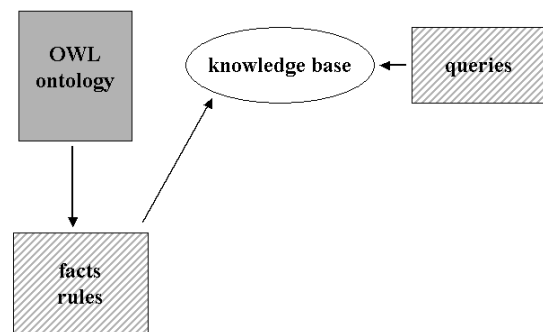 OWL
ontology
knowledge base
queries
facts
rules